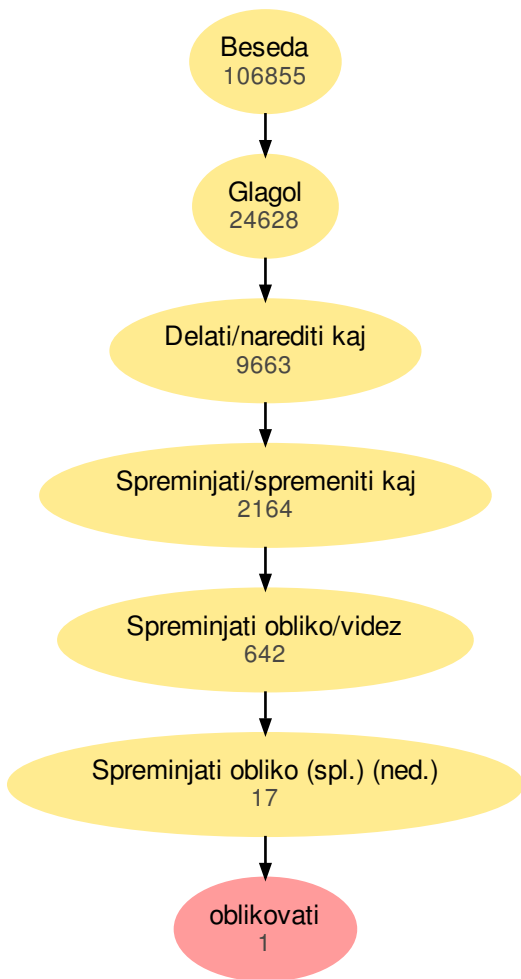 Beseda
106855
Glagol
24628
Delati/narediti kaj
9663
Spreminjati/spremeniti kaj
2164
Spreminjati obliko/videz
642
Spreminjati obliko (spl.) (ned.)
17
oblikovati
1